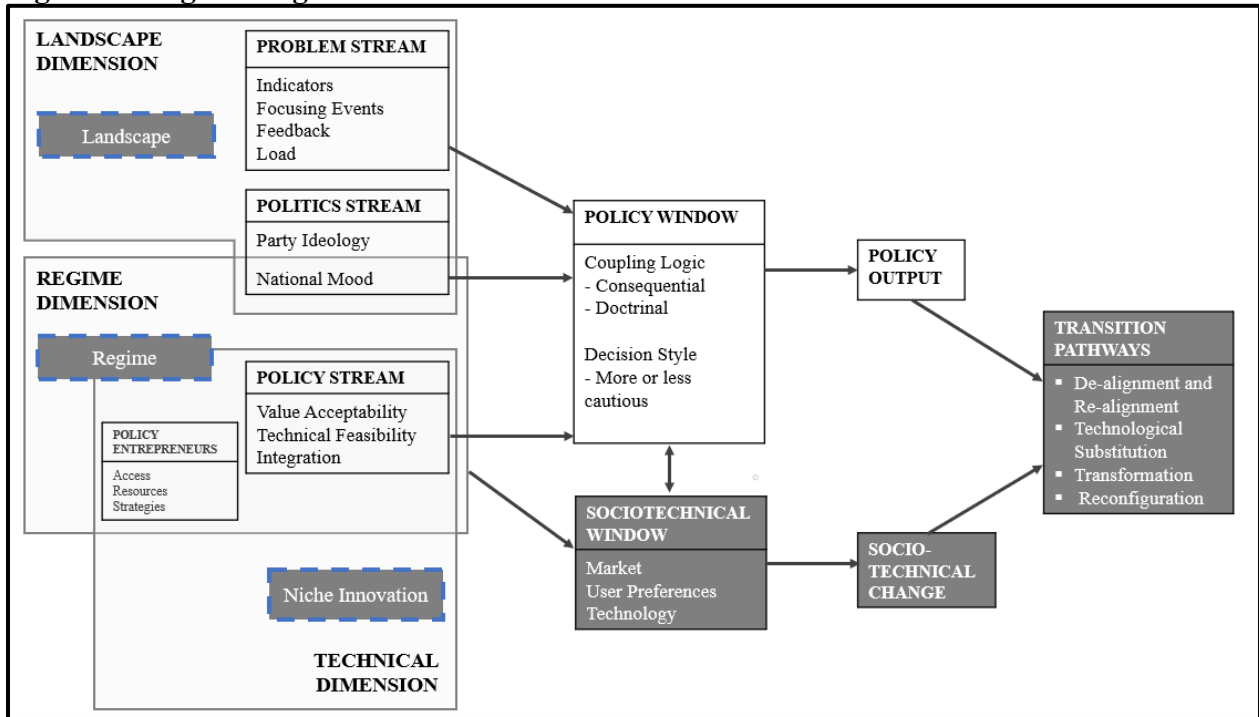 LANDSCAPE
DIMENSION
Landscape
PROBLEM STREAM
Indicators
Focusing Events
Feedback
Load
POLITICS STREAM
Party Ideology
National Mood
REGIME
DIMENSION
Regime
POLICY STREAM
Value Acceptability
Technical Feasibility
Integration
POLICY
ENTREPRENEURS
Access
Resources
Strategies
Niche Innovation
TECHNICAL
DIMENSION
POLICY WINDOW
Coupling Logic
- Consequential
- Doctrinal
Decision Style
- More or less
cautious
SOCIOTECHNICAL
WINDOW
Market
User Preferences
Technology
POLICY
OUTPUT
SOCIO-
TECHNICAL
CHANGE
TRANSITION
PATHWAYS
▪ De-alignment and
Re-alignment
▪ Technological
Substitution
▪ Transformation
▪ Reconfiguration